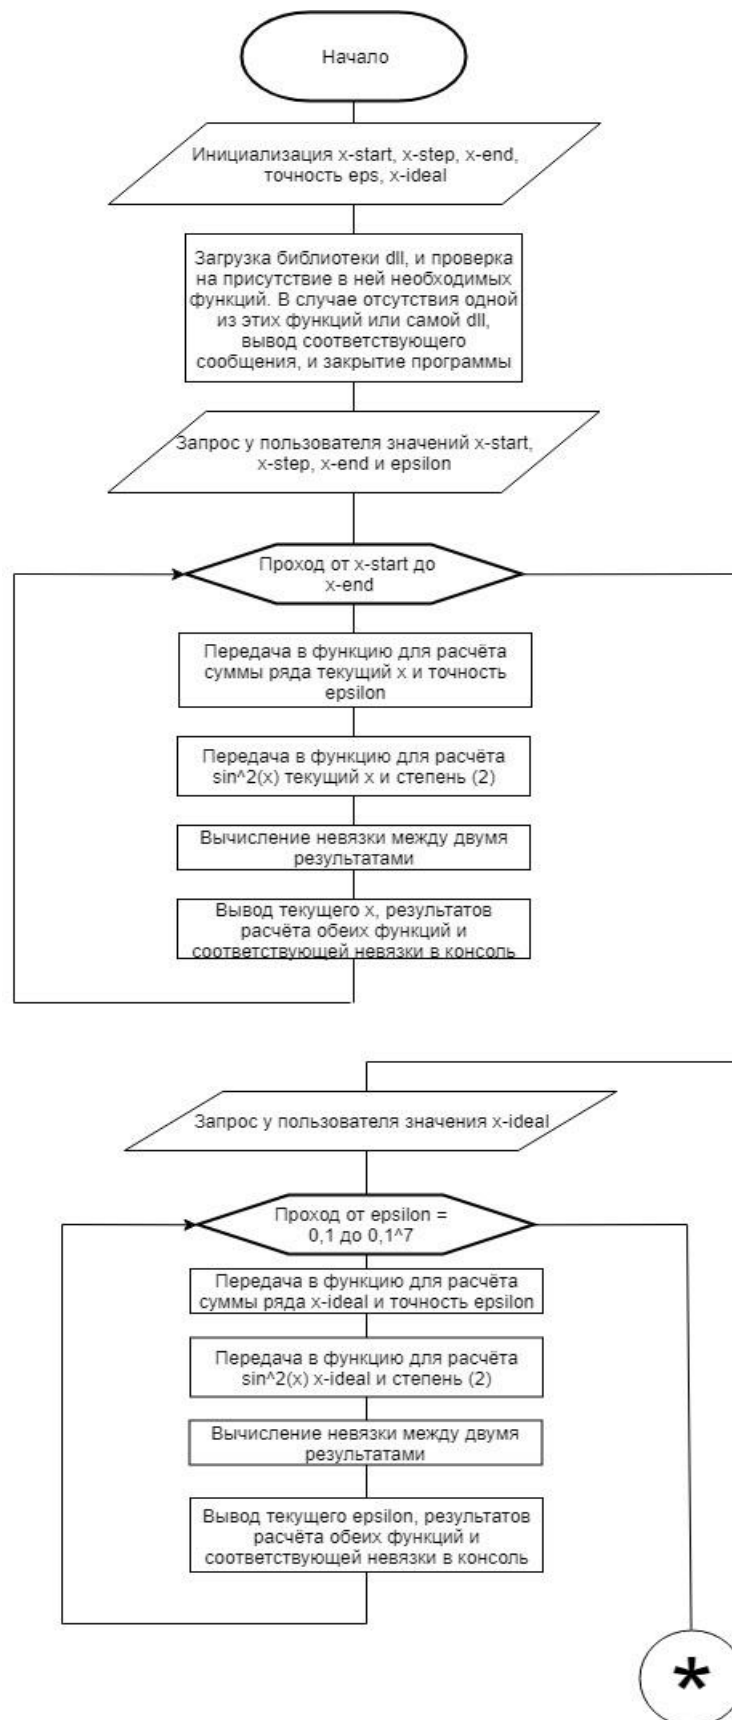 Начало
Инициализация x-start, x-step, x-end,
точность eps, x-ideal
Загрузка библиотеки dll, и проверка
на присутствие в ней необходимых
функций. В случае отсутствия одной
из этих функций или самой dll,
вывод соответствующего
сообщения, и закрытие программы
Запрос у пользователя значений x-start,
x-step, x-end и epsilon
Проход от x-start до
x-end
Передача в функцию для расчёта
суммы ряда текущий x и точность
epsilon
Передача в функцию для расчёта
sin^2(x) текущий x и степень (2)
Вычисление невязки между двумя
результатами
Вывод текущего x, результатов
расчёта обеих функций и
соответствующей невязки в консоль
Запрос у пользователя значения x-ideal
Проход от epsilon =
0,1 до 0,1^7
Передача в функцию для расчёта
суммы ряда x-ideal и точность epsilon
Передача в функцию для расчёта
sin^2(x) x-ideal и степень (2)
Вычисление невязки между двумя
результатами
Вывод текущего epsilon, результатов
расчёта обеих функций и
соответствующей невязки в консоль
*